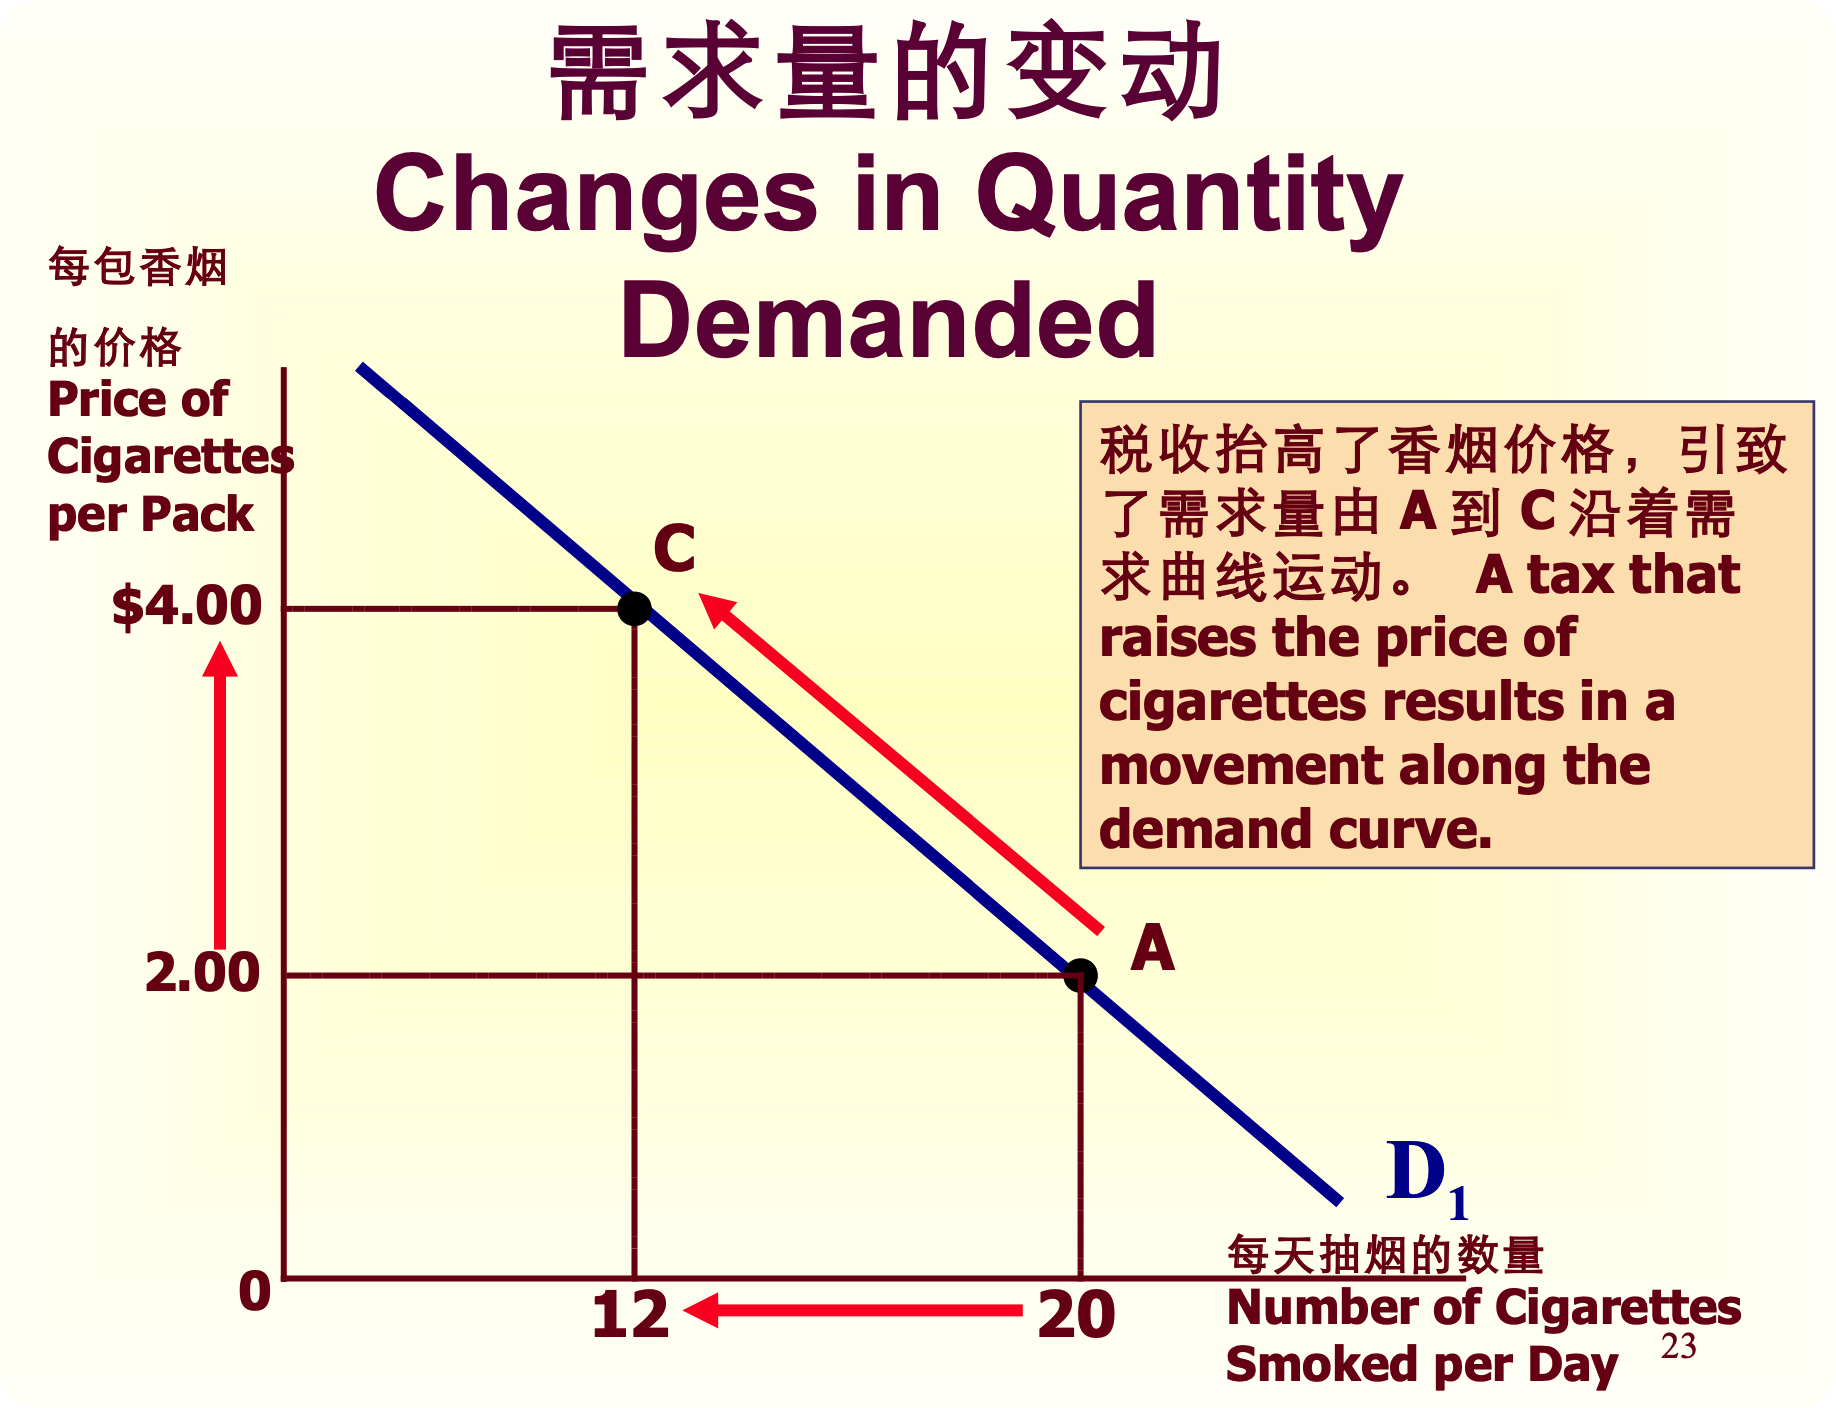 需求量的变动
Changes in Quantity
Demanded
每包香烟
的价格
Price of
Cigarettes
per Pack
税收抬高了香烟价格，引致
了需求量由 A 到 C 沿着需
求曲线运动。 A tax that
raises the price of
cigarettes results in a
movement along the
demand curve.
C
$4.00
A
2.00
D1
每天抽烟的数量
0
12
20
Number of Cigarettes
Smoked per Day
23